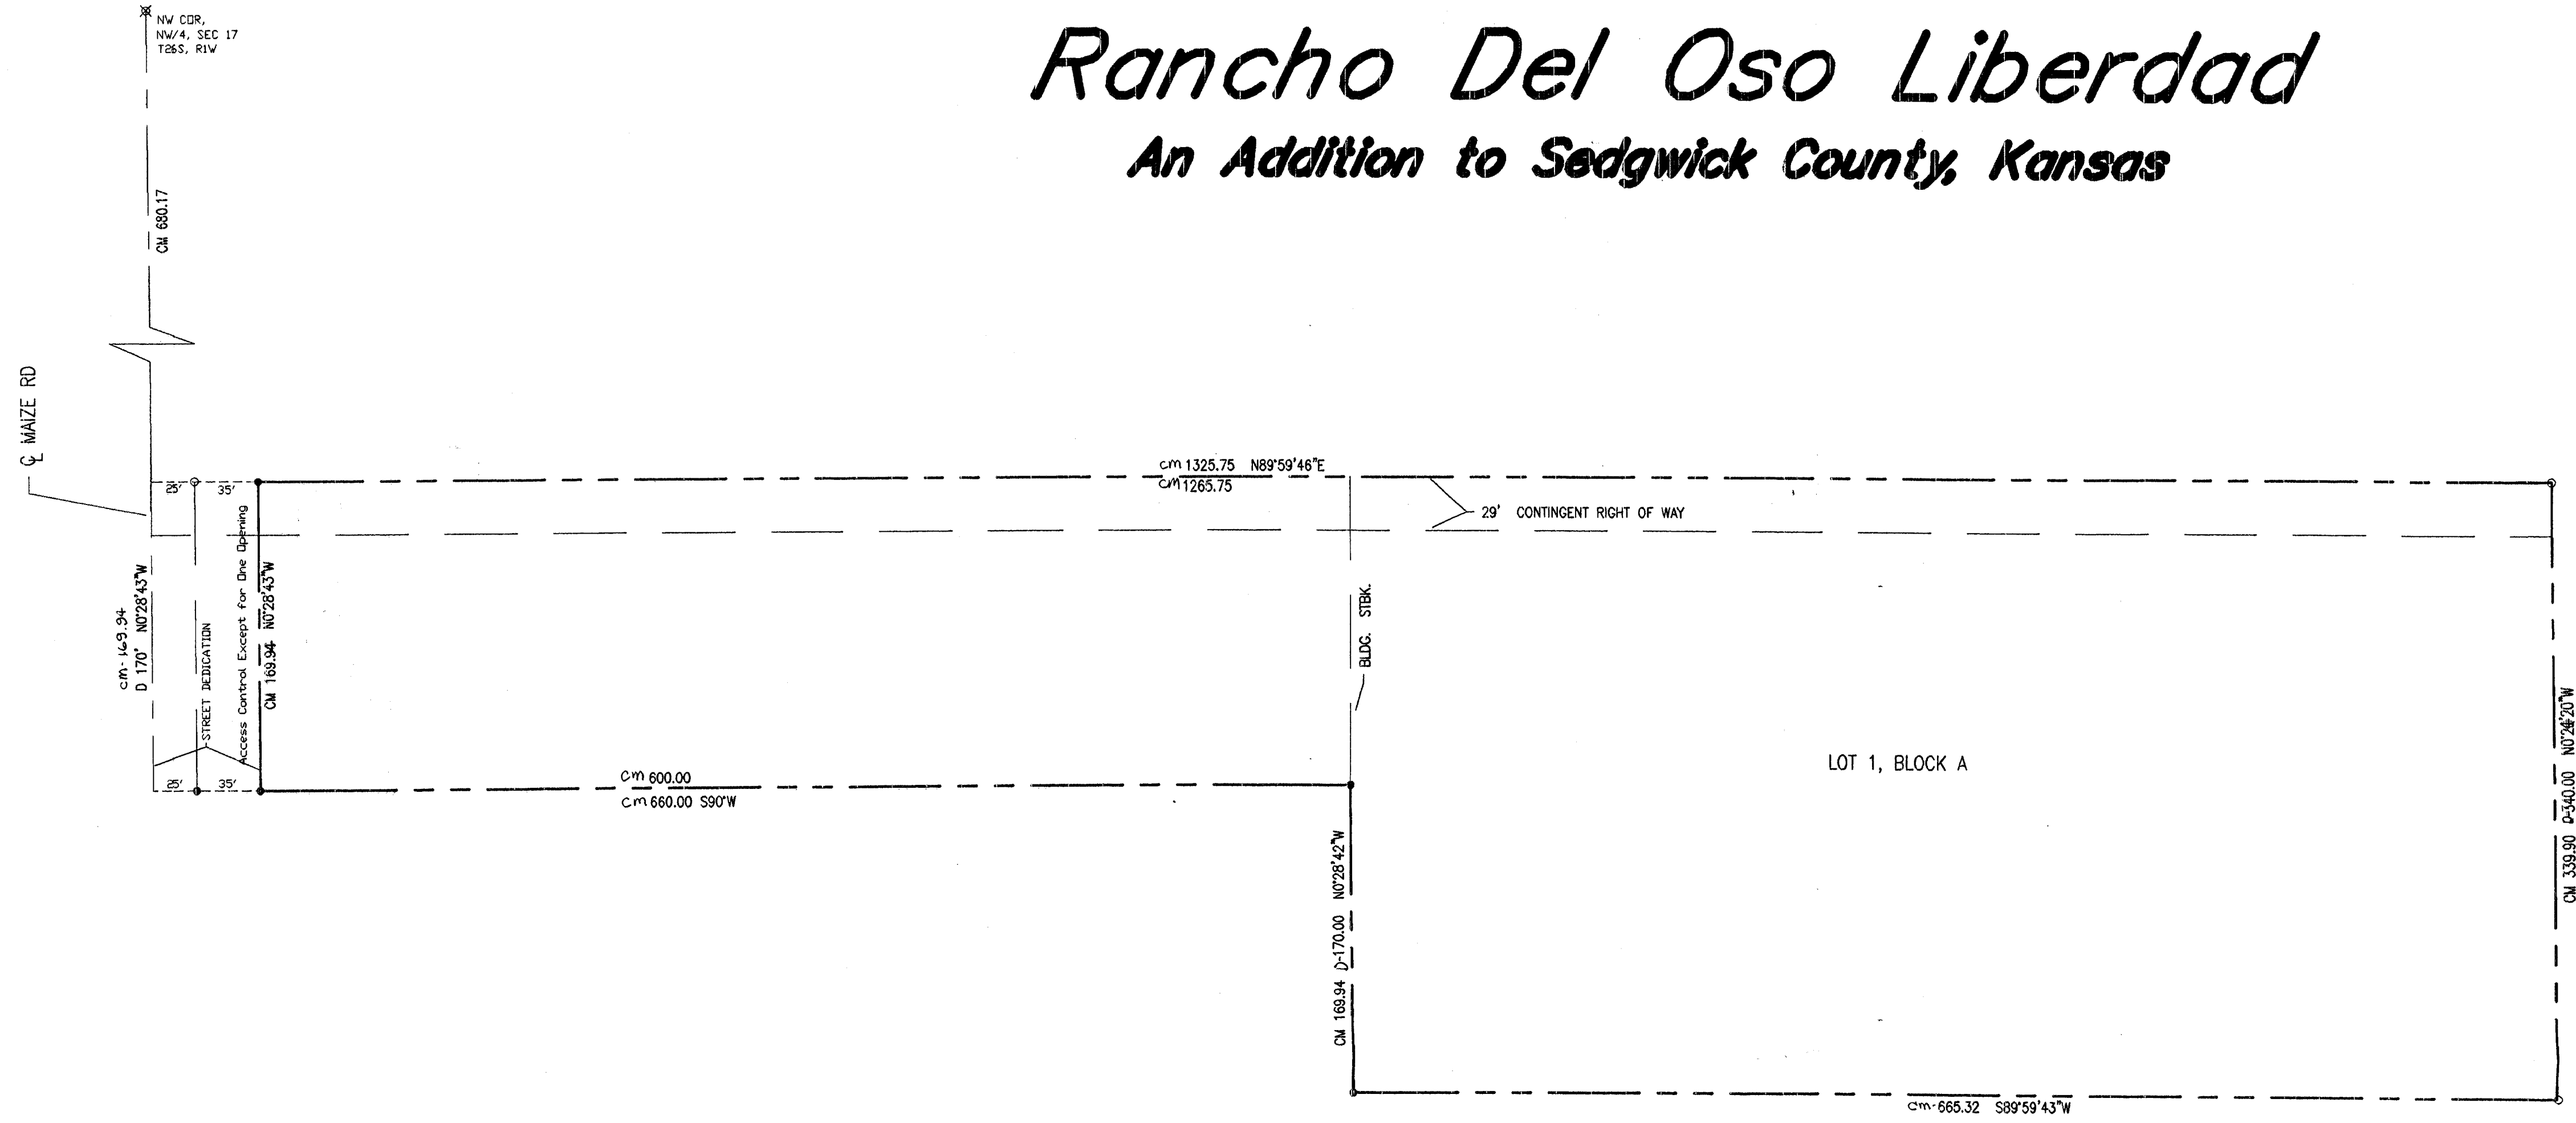 NW COR,
NW/4, SEC 17
T26S, R1W
Rancho Del Oso Liberdad
An Addition to Sedgwick County, Kansas
CM 680.17
℄ MAIZE RD
cm 1325.75 N89°59'46"E
cm 1265.75
25' 35'
29' CONTINGENT RIGHT OF WAY
cm-169.94
D 170' N0°28'43"W
STREET DEDICATION
Access Control Except for One Opening
CM 169.94 N0°28'43"W
BLDG. STBK.
LOT 1, BLOCK A
25' 35'
cm 600.00
cm 660.00 S90°W
CM 169.94 D-170.00 N0°28'42"W
CM 339.90 D-340.00
cm-665.32 S89°59'43"W